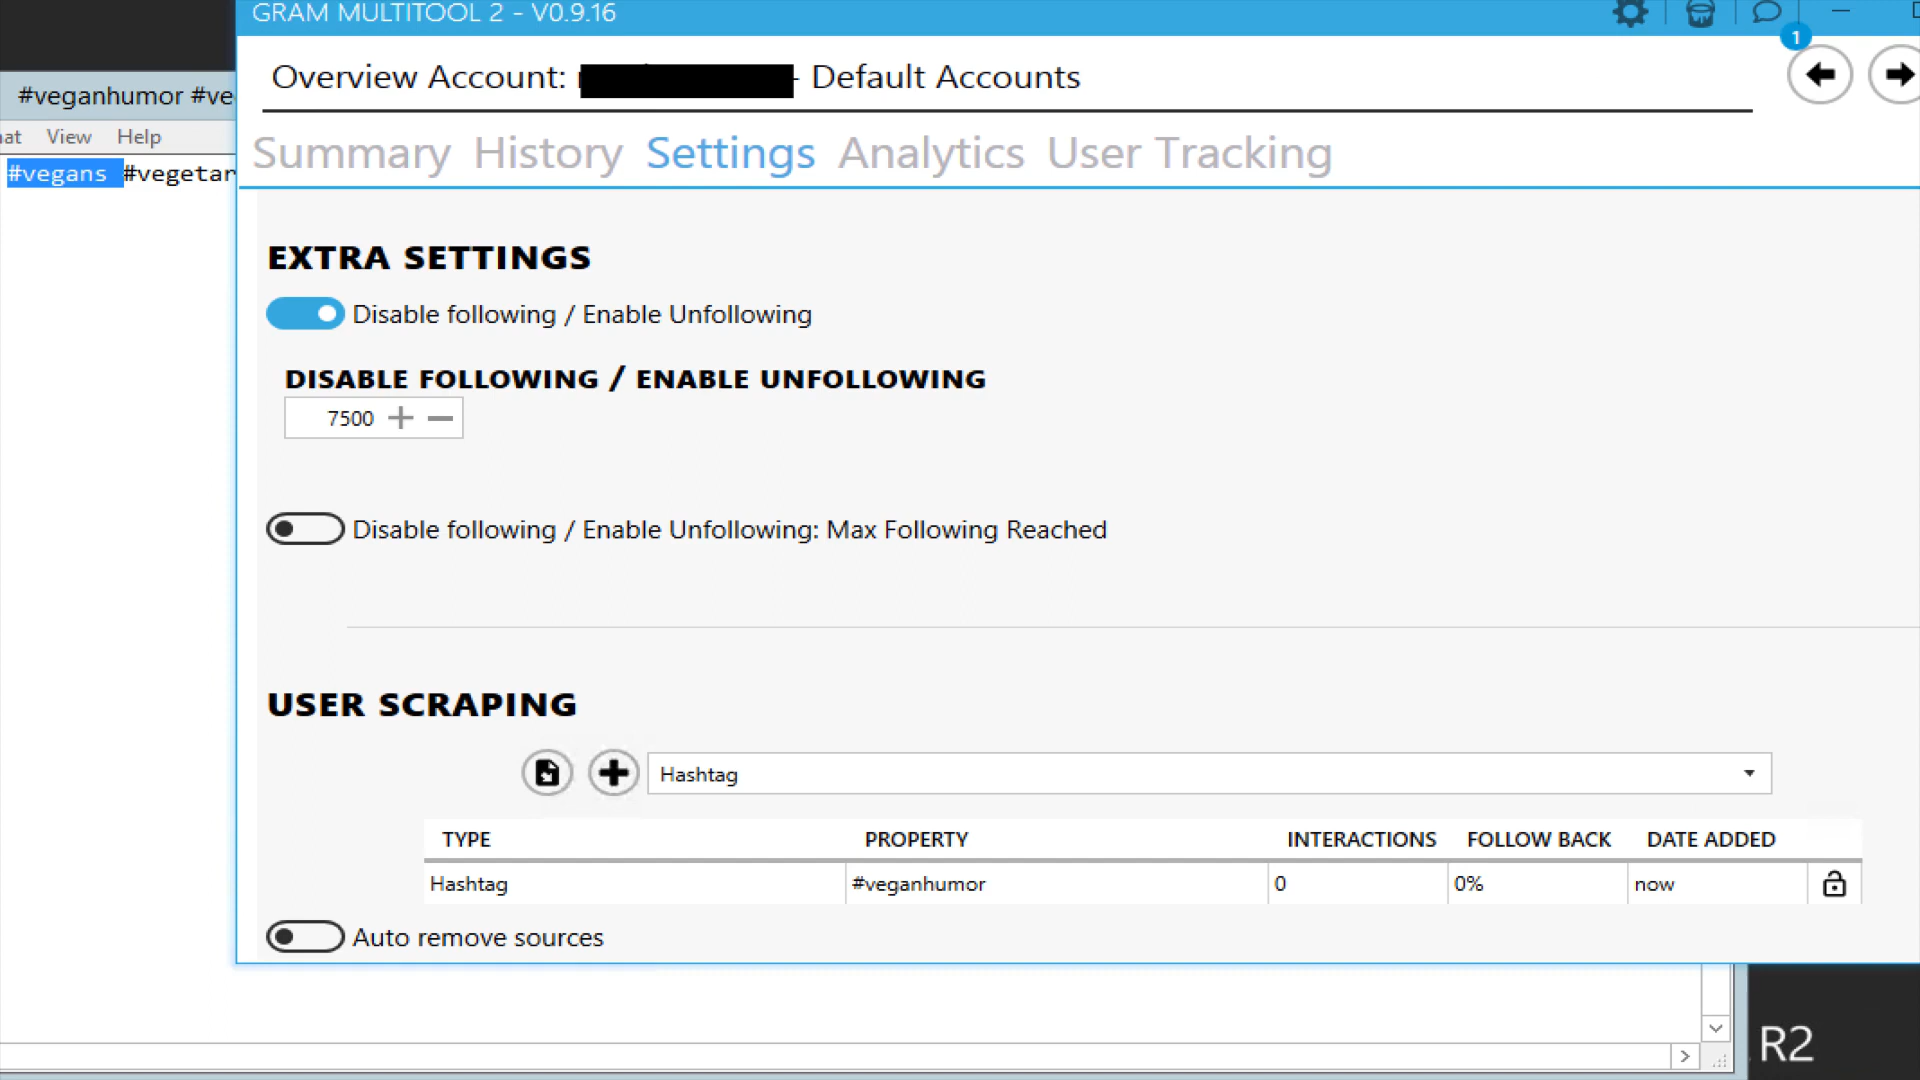 GRAM MULTITOOL 2 - V0.9.16
1
Overview Account: - Default Accounts
#veganhumor #ve
View Help
Summary History Settings Analytics User Tracking
#vegans #vegetar
EXTRA SETTINGS
Disable following / Enable Unfollowing
DISABLE FOLLOWING / ENABLE UNFOLLOWING
7500
Disable following / Enable Unfollowing: Max Following Reached
USER SCRAPING
Hashtag
TYPE PROPERTY INTERACTIONS FOLLOW BACK DATE ADDED
Hashtag #veganhumor 0 0% now
Auto remove sources
R2